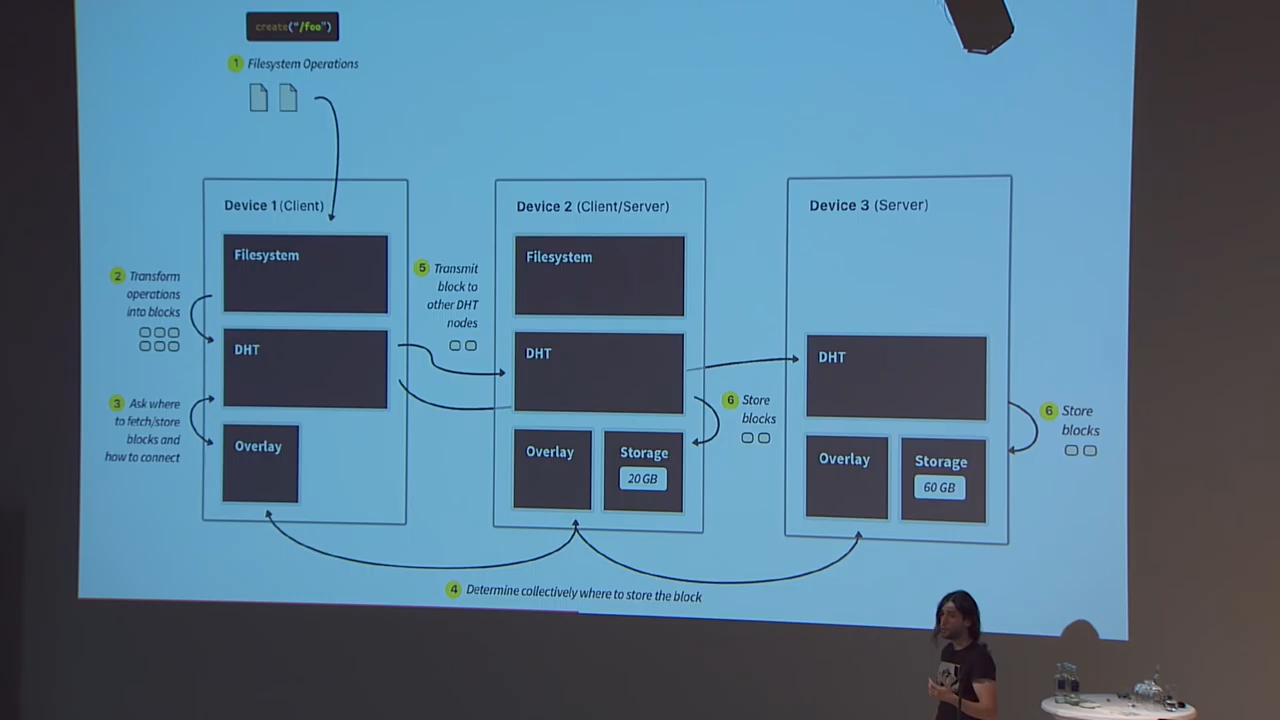 create("/foo")
1 Filesystem Operations
Device 1 (Client)
Filesystem
DHT
Overlay
2 Transform
operations
into blocks
3 Ask where
to fetch/store
blocks and
how to connect
5 Transmit
block to
other DHT
nodes
Device 2 (Client/Server)
Filesystem
DHT
Overlay
Storage
20 GB
6 Store
blocks
Device 3 (Server)
DHT
Overlay
Storage
60 GB
6 Store
blocks
4 Determine collectively where to store the block